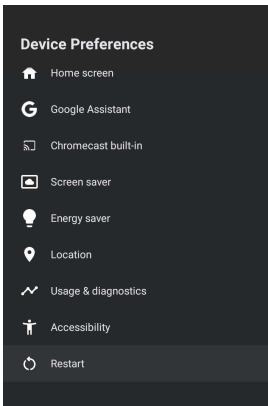 Device Preferences
Home screen
Google Assistant
Chromecast built-in
Screen saver
Energy saver
Location
Usage & diagnostics
Accessibility
Restart